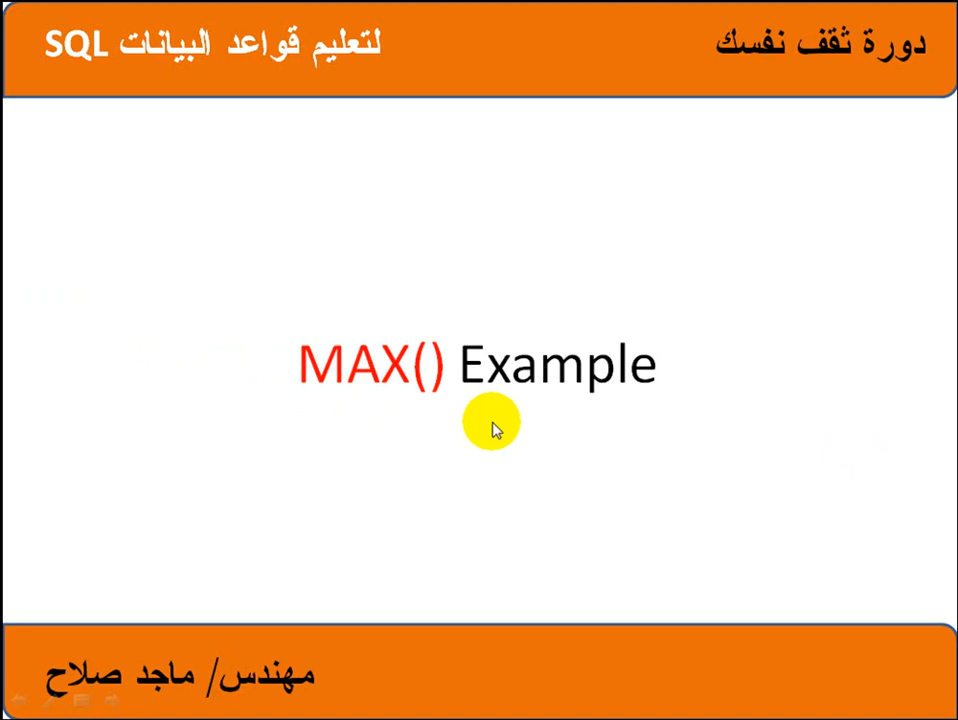 دورة ثقف نفسك
لتعليم قواعد البيانات SQL
MAX() Example
مهندس/ ماجد صلاح